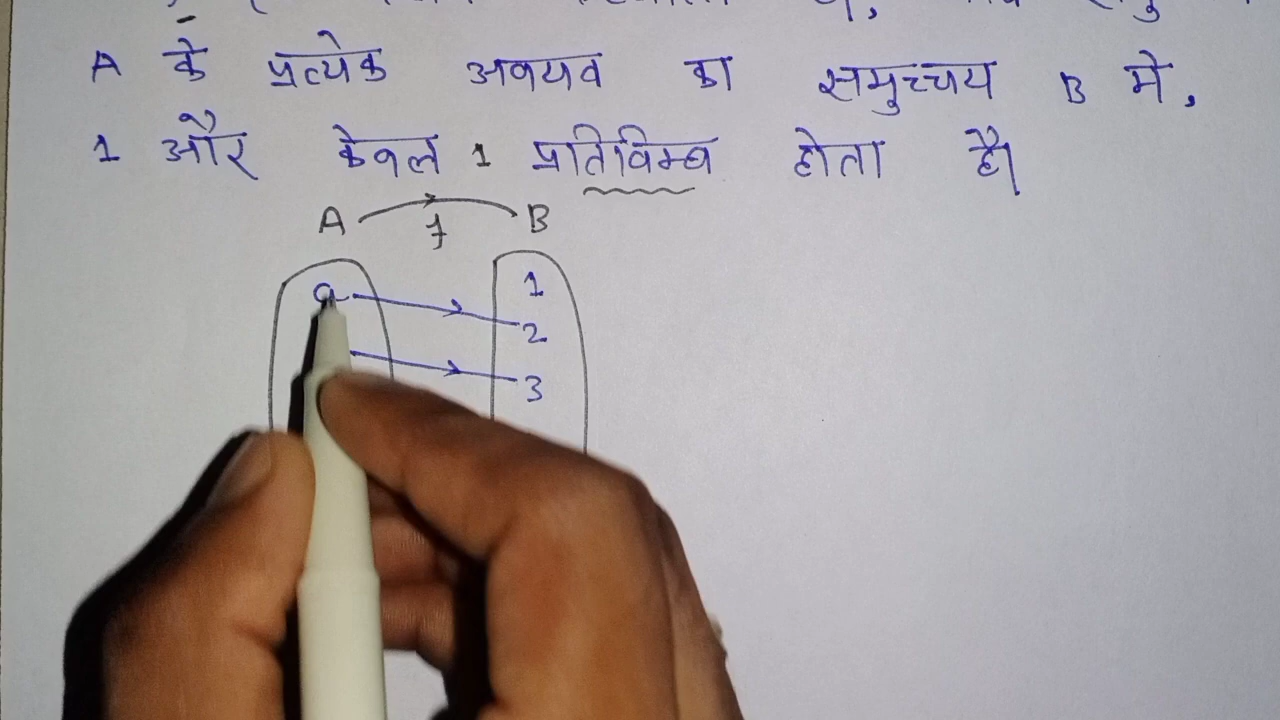 A के प्रत्येक अवयव का समुच्चय B मे,
1 और केवल 1 प्रतिविम्ब होता है।
A B
f
a 1
2
3